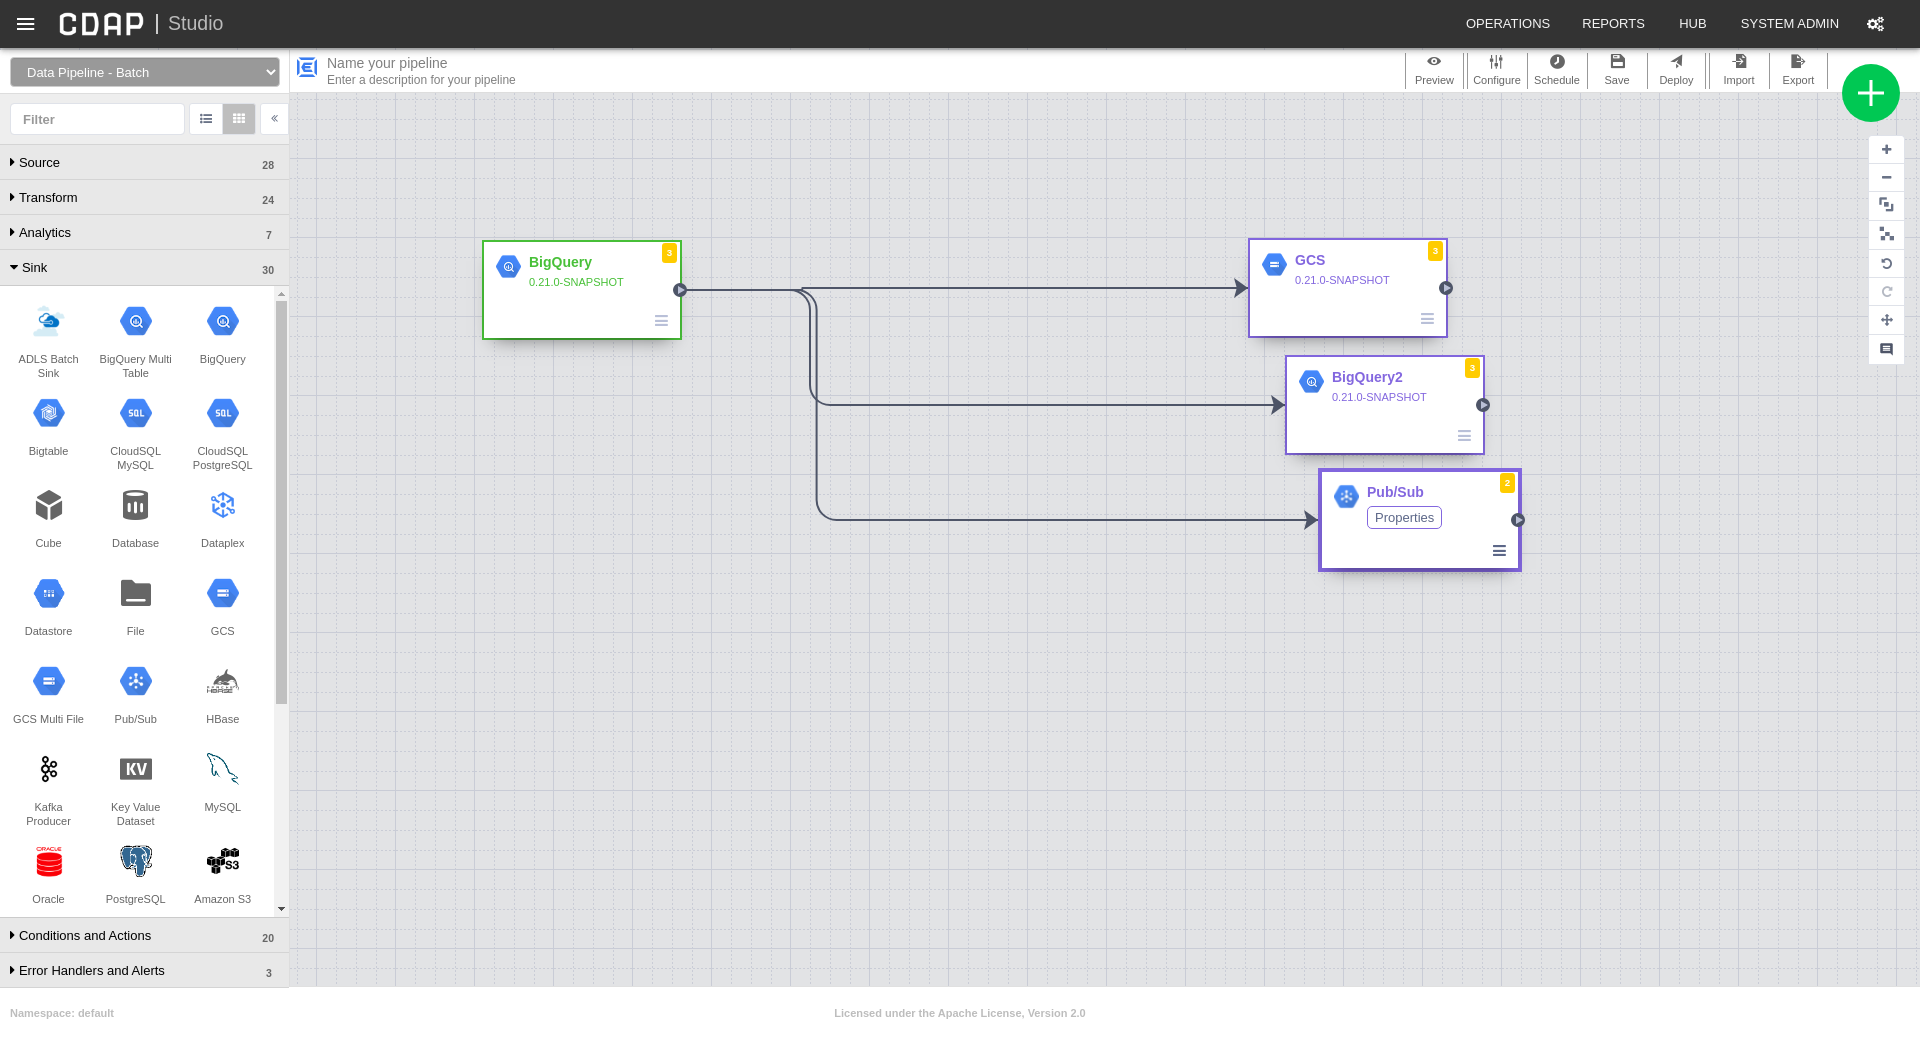 CDAP | Studio
OPERATIONS
REPORTS
HUB
SYSTEM ADMIN
Data Pipeline - Batch
Name your pipeline
Enter a description for your pipeline
Preview
Configure
Schedule
Save
Deploy
Import
Export
Filter
Source 28
Transform 24
Analytics 7
Sink 30
ADLS Batch
Sink
BigQuery Multi
Table
BigQuery
Bigtable
SQL
CloudSQL
MySQL
SQL
CloudSQL
PostgreSQL
Cube
Database
Dataplex
Datastore
File
GCS
GCS Multi File
Pub/Sub
HBase
Kafka
Producer
KV
Key Value
Dataset
MySQL
ORACLE
Oracle
PostgreSQL
S3
Amazon S3
Conditions and Actions 20
Error Handlers and Alerts 3
BigQuery
3
0.21.0-SNAPSHOT
GCS
3
0.21.0-SNAPSHOT
BigQuery2
3
0.21.0-SNAPSHOT
Pub/Sub
2
Properties
Namespace: default
Licensed under the Apache License, Version 2.0